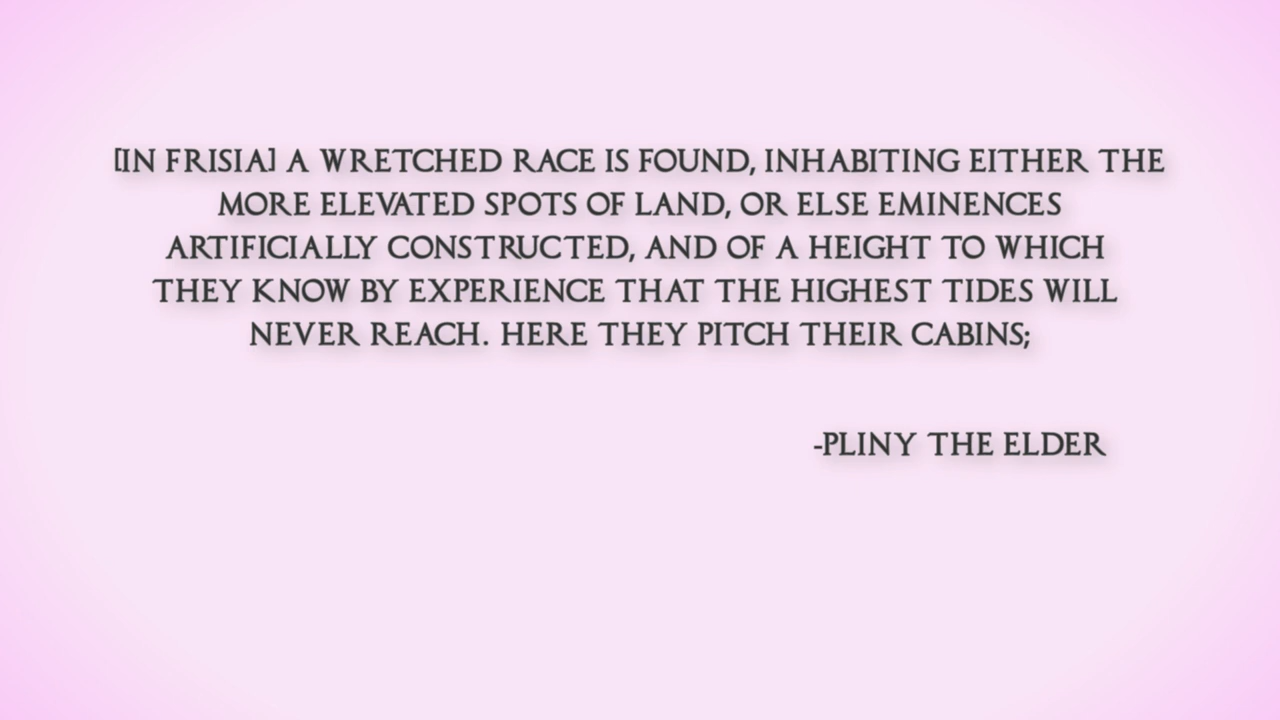 [IN FRISIA] A WRETCHED RACE IS FOUND, INHABITING EITHER THE
MORE ELEVATED SPOTS OF LAND, OR ELSE EMINENCES
ARTIFICIALLY CONSTRUCTED, AND OF A HEIGHT TO WHICH
THEY KNOW BY EXPERIENCE THAT THE HIGHEST TIDES WILL
NEVER REACH. HERE THEY PITCH THEIR CABINS;
-PLINY THE ELDER